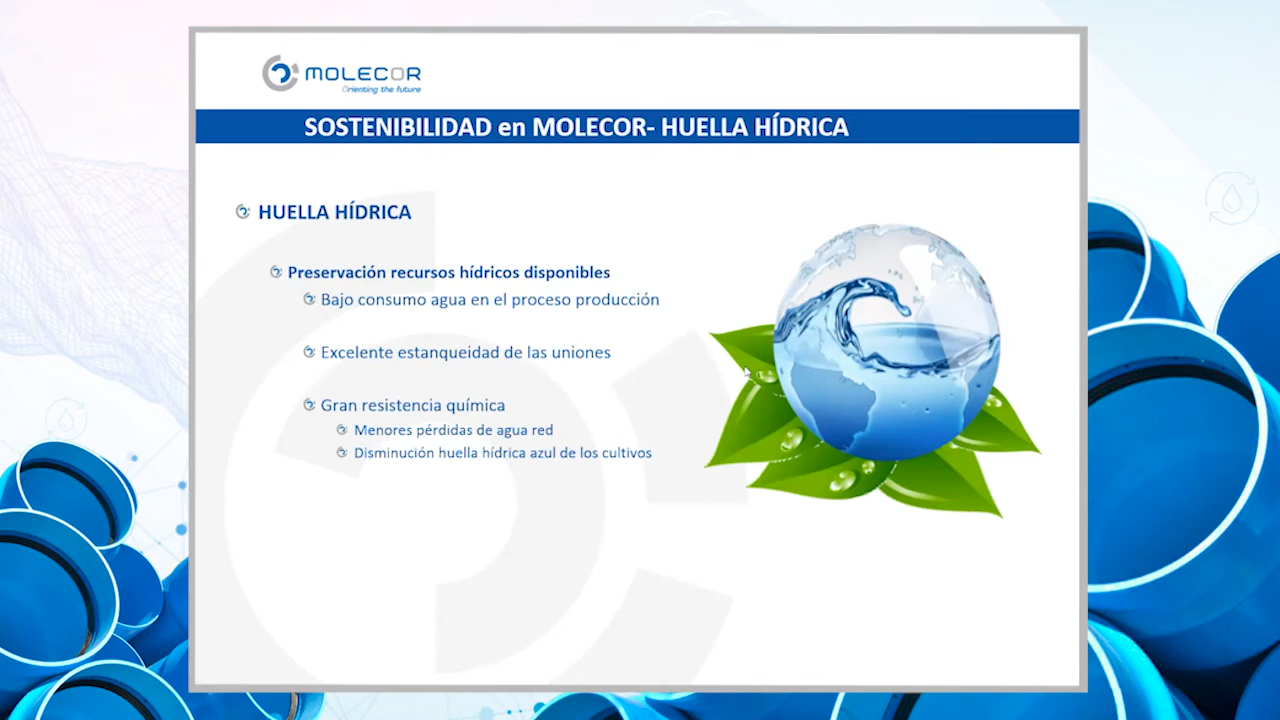 MOLECOR
Orienting the future
SOSTENIBILIDAD en MOLECOR- HUELLA HÍDRICA
HUELLA HÍDRICA
Preservación recursos hídricos disponibles
Bajo consumo agua en el proceso producción
Excelente estanqueidad de las uniones
Gran resistencia química
Menores pérdidas de agua red
Disminución huella hídrica azul de los cultivos